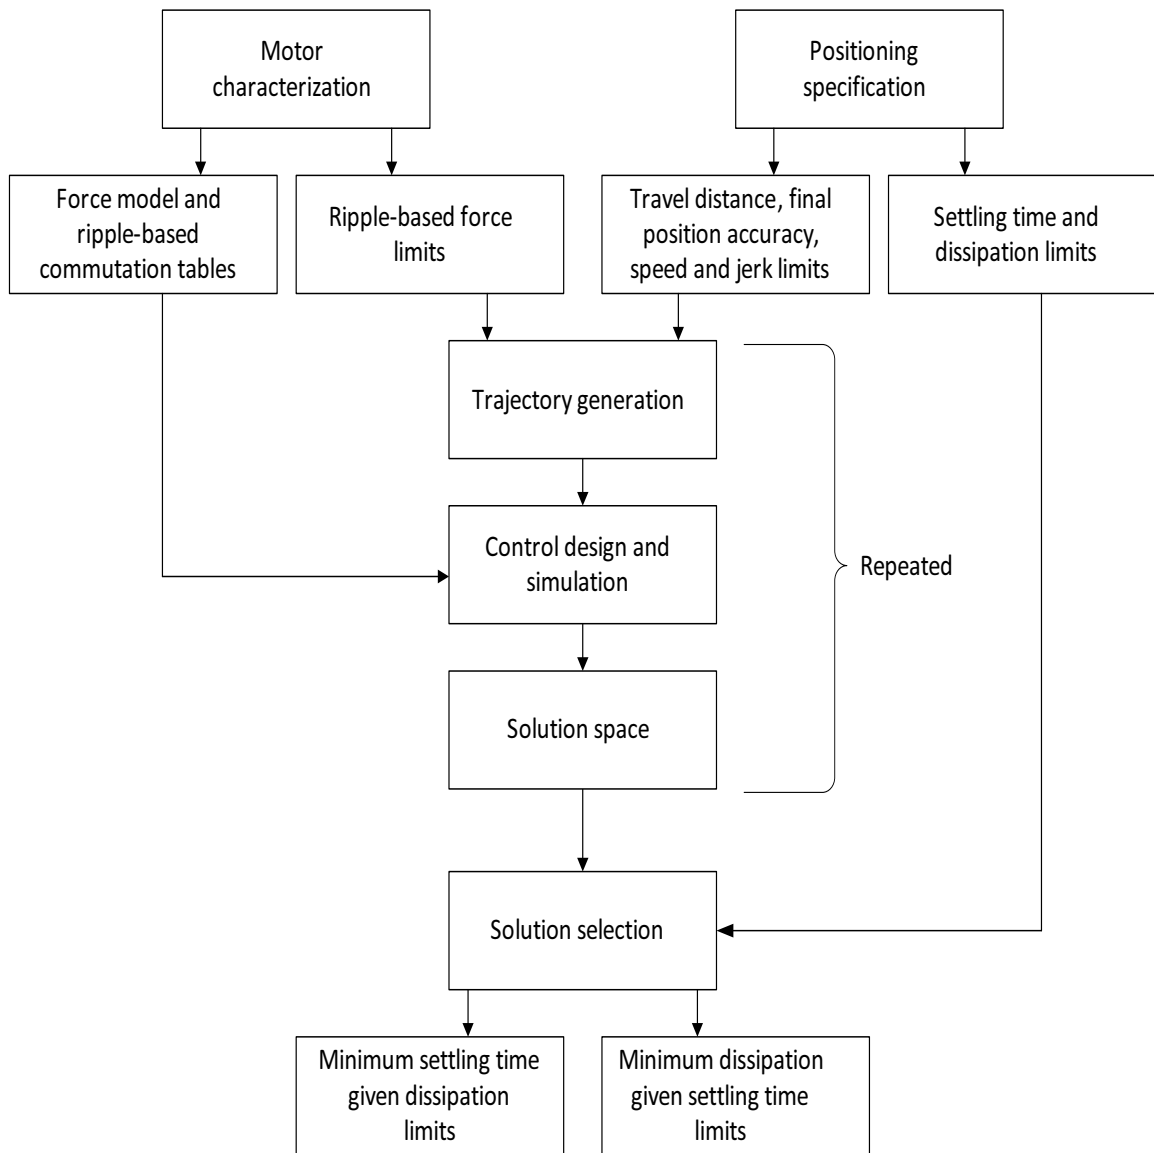 Motor
characterization
Positioning
specification
Force model and
ripple-based
commutation tables
Ripple-based force
limits
Travel distance, final
position accuracy,
speed and jerk limits
Settling time and
dissipation limits
Trajectory generation
Control design and
simulation
Repeated
Solution space
Solution selection
Minimum settling time
given dissipation
limits
Minimum dissipation
given settling time
limits